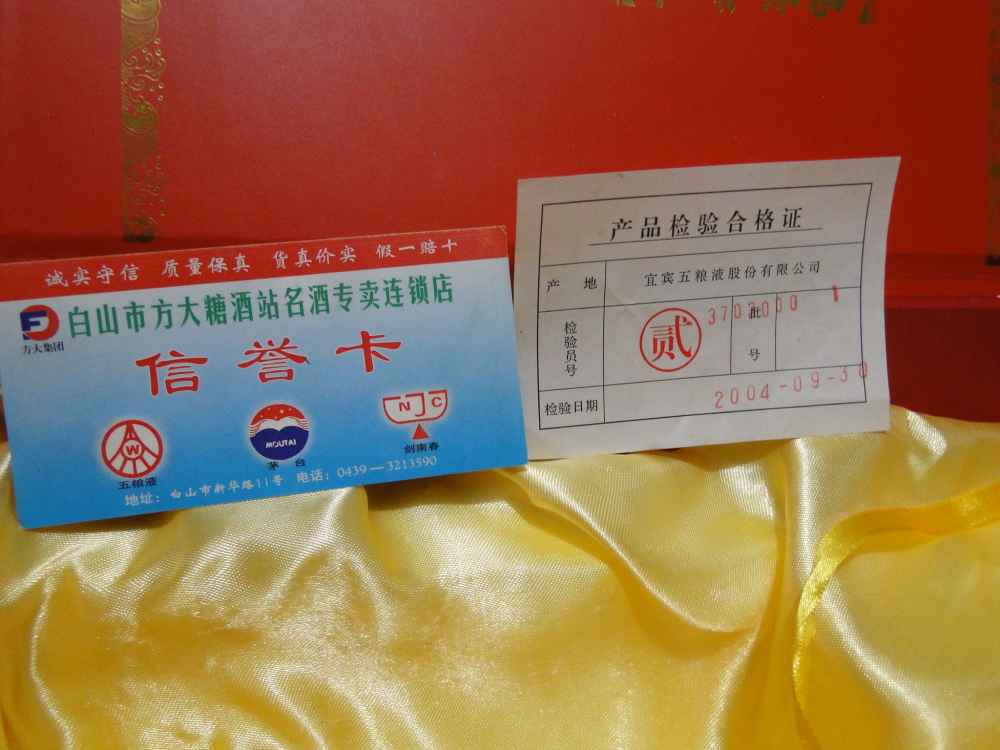 诚实守信 质量保真 货真价实 假一赔十
白山市方大糖酒站名酒专卖连锁店
方大集团
信誉卡
W
五粮液
MOUTAI
茅台
NJC
剑南春
地址:白山市新华路11号 电话:0439—3213590
产品检验合格证
产地 宜宾五粮液股份有限公司
检验员号 贰 批号 3702000 1
检验日期 2004-09-30